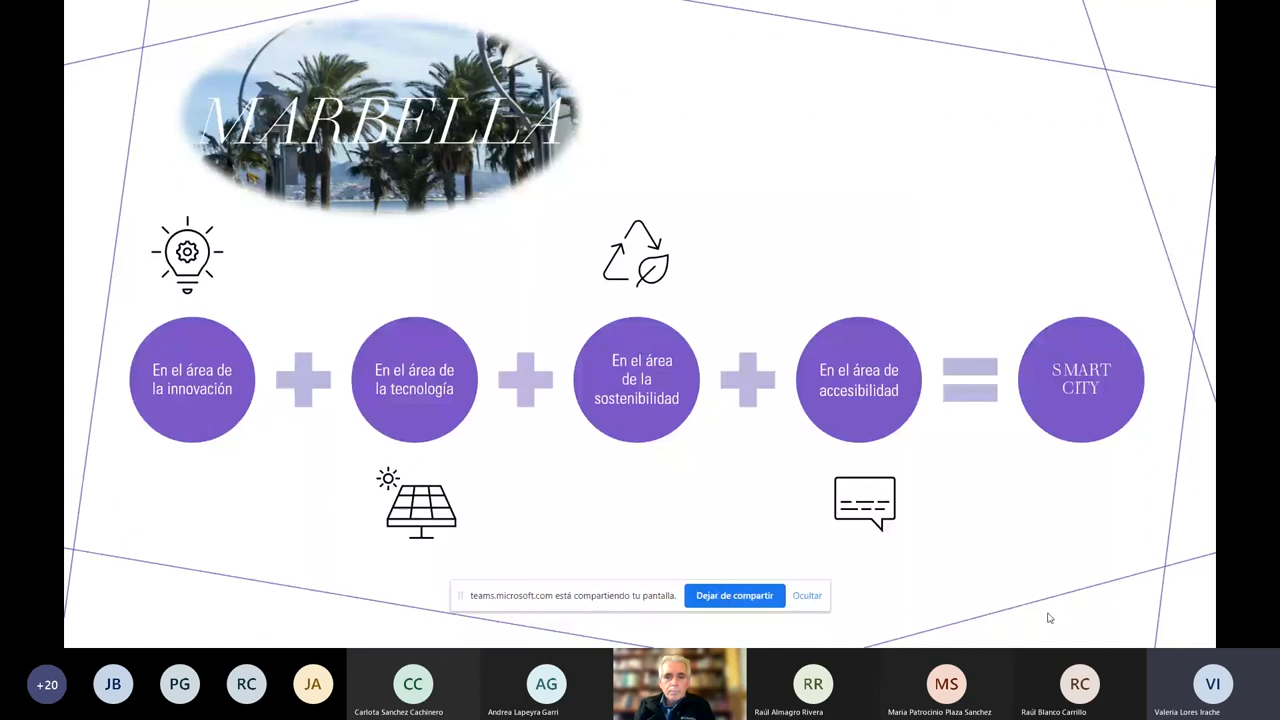 MARBELLA
En el área de
la innovación
En el área de
la tecnología
En el área
de la
sostenibilidad
En el área de
accesibilidad
SMART
CITY
teams.microsoft.com está compartiendo tu pantalla.
Dejar de compartir
Ocultar
+20
JB
PG
RC
JA
CC
Carlota Sanchez Cachinero
AG
Andrea Lapeyra Garri
RR
Raúl Almagro Rivera
MS
Maria Patrocinio Plaza Sanchez
RC
Raúl Blanco Carrillo
VI
Valeria Lores Irache